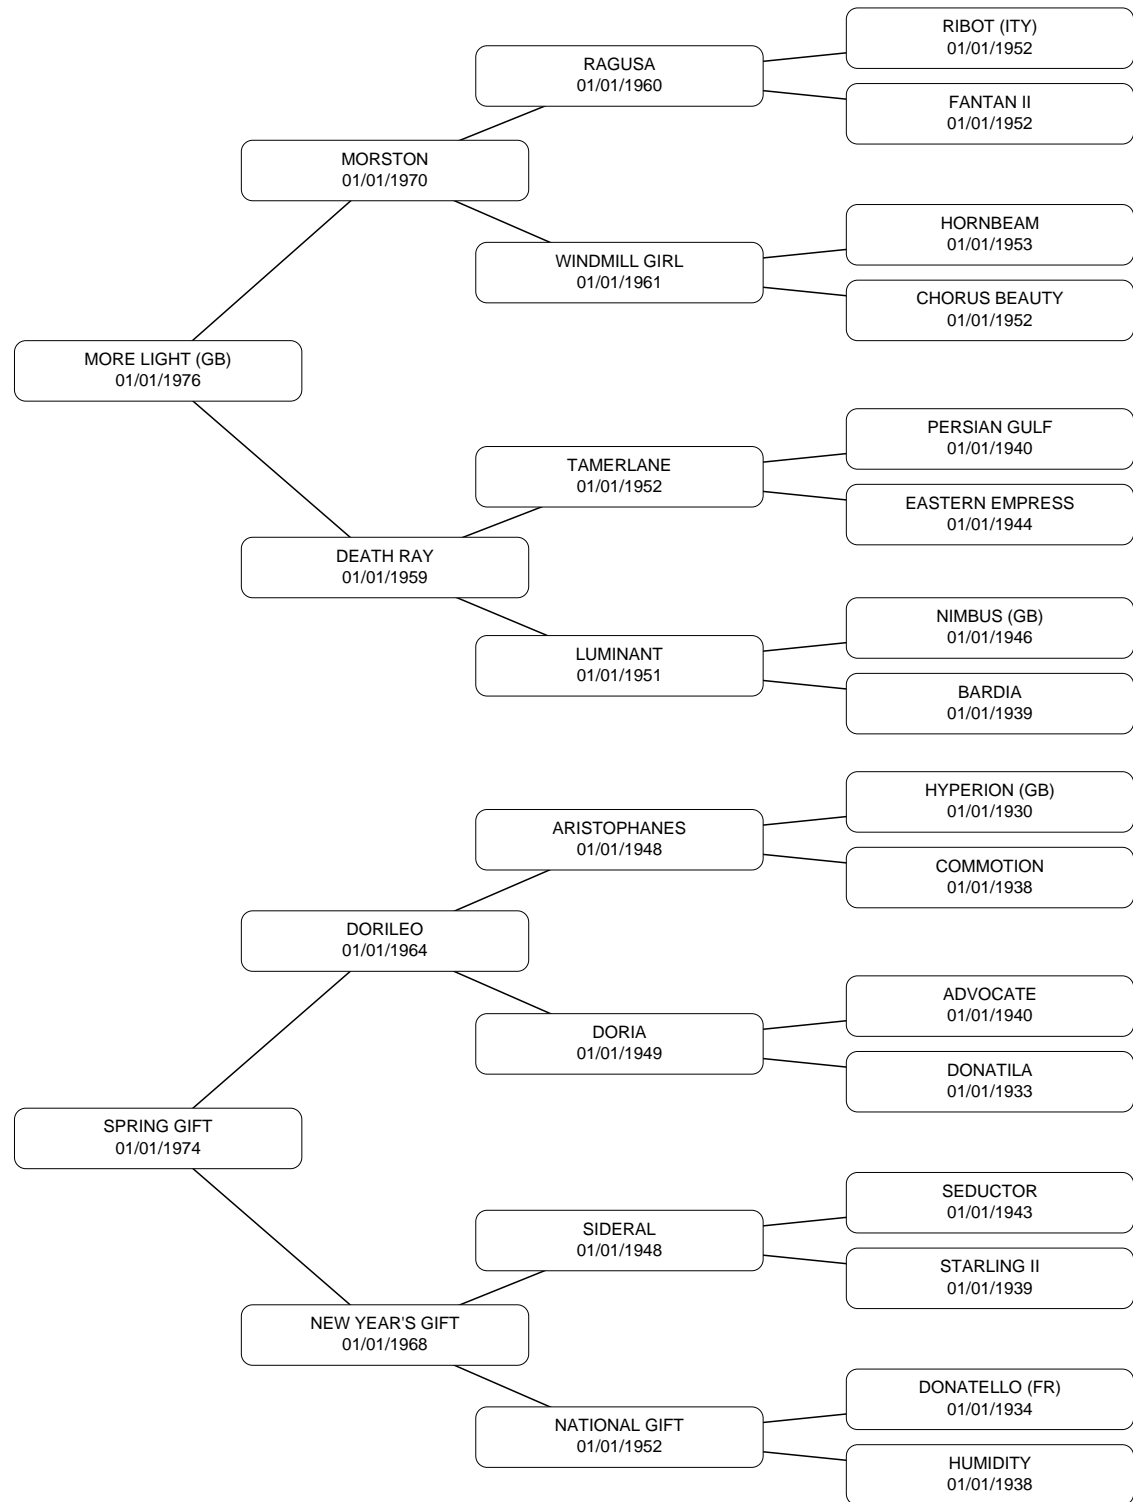 RIBOT (ITY)
01/01/1952
RAGUSA
01/01/1960
FANTAN II
01/01/1952
MORSTON
01/01/1970
HORNBEAM
01/01/1953
WINDMILL GIRL
01/01/1961
CHORUS BEAUTY
01/01/1952
MORE LIGHT (GB)
01/01/1976
PERSIAN GULF
01/01/1940
TAMERLANE
01/01/1952
EASTERN EMPRESS
01/01/1944
DEATH RAY
01/01/1959
NIMBUS (GB)
01/01/1946
LUMINANT
01/01/1951
BARDIA
01/01/1939
HYPERION (GB)
01/01/1930
ARISTOPHANES
01/01/1948
COMMOTION
01/01/1938
DORILEO
01/01/1964
ADVOCATE
01/01/1940
DORIA
01/01/1949
DONATILA
01/01/1933
SPRING GIFT
01/01/1974
SEDUCTOR
01/01/1943
SIDERAL
01/01/1948
STARLING II
01/01/1939
NEW YEAR'S GIFT
01/01/1968
DONATELLO (FR)
01/01/1934
NATIONAL GIFT
01/01/1952
HUMIDITY
01/01/1938